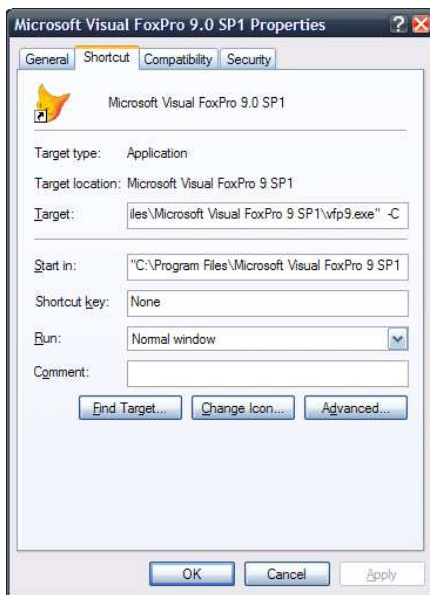 Microsoft Visual FoxPro 9.0 SP1 Properties
General Shortcut Compatibility Security
Microsoft Visual FoxPro 9.0 SP1
Target type: Application
Target location: Microsoft Visual FoxPro 9 SP1
Target: iles\Microsoft Visual FoxPro 9 SP1\vfp9.exe" -C
Start in: "C:\Program Files\Microsoft Visual FoxPro 9 SP1
Shortcut key: None
Run: Normal window
Comment:
Find Target... Change Icon... Advanced...
OK Cancel Apply